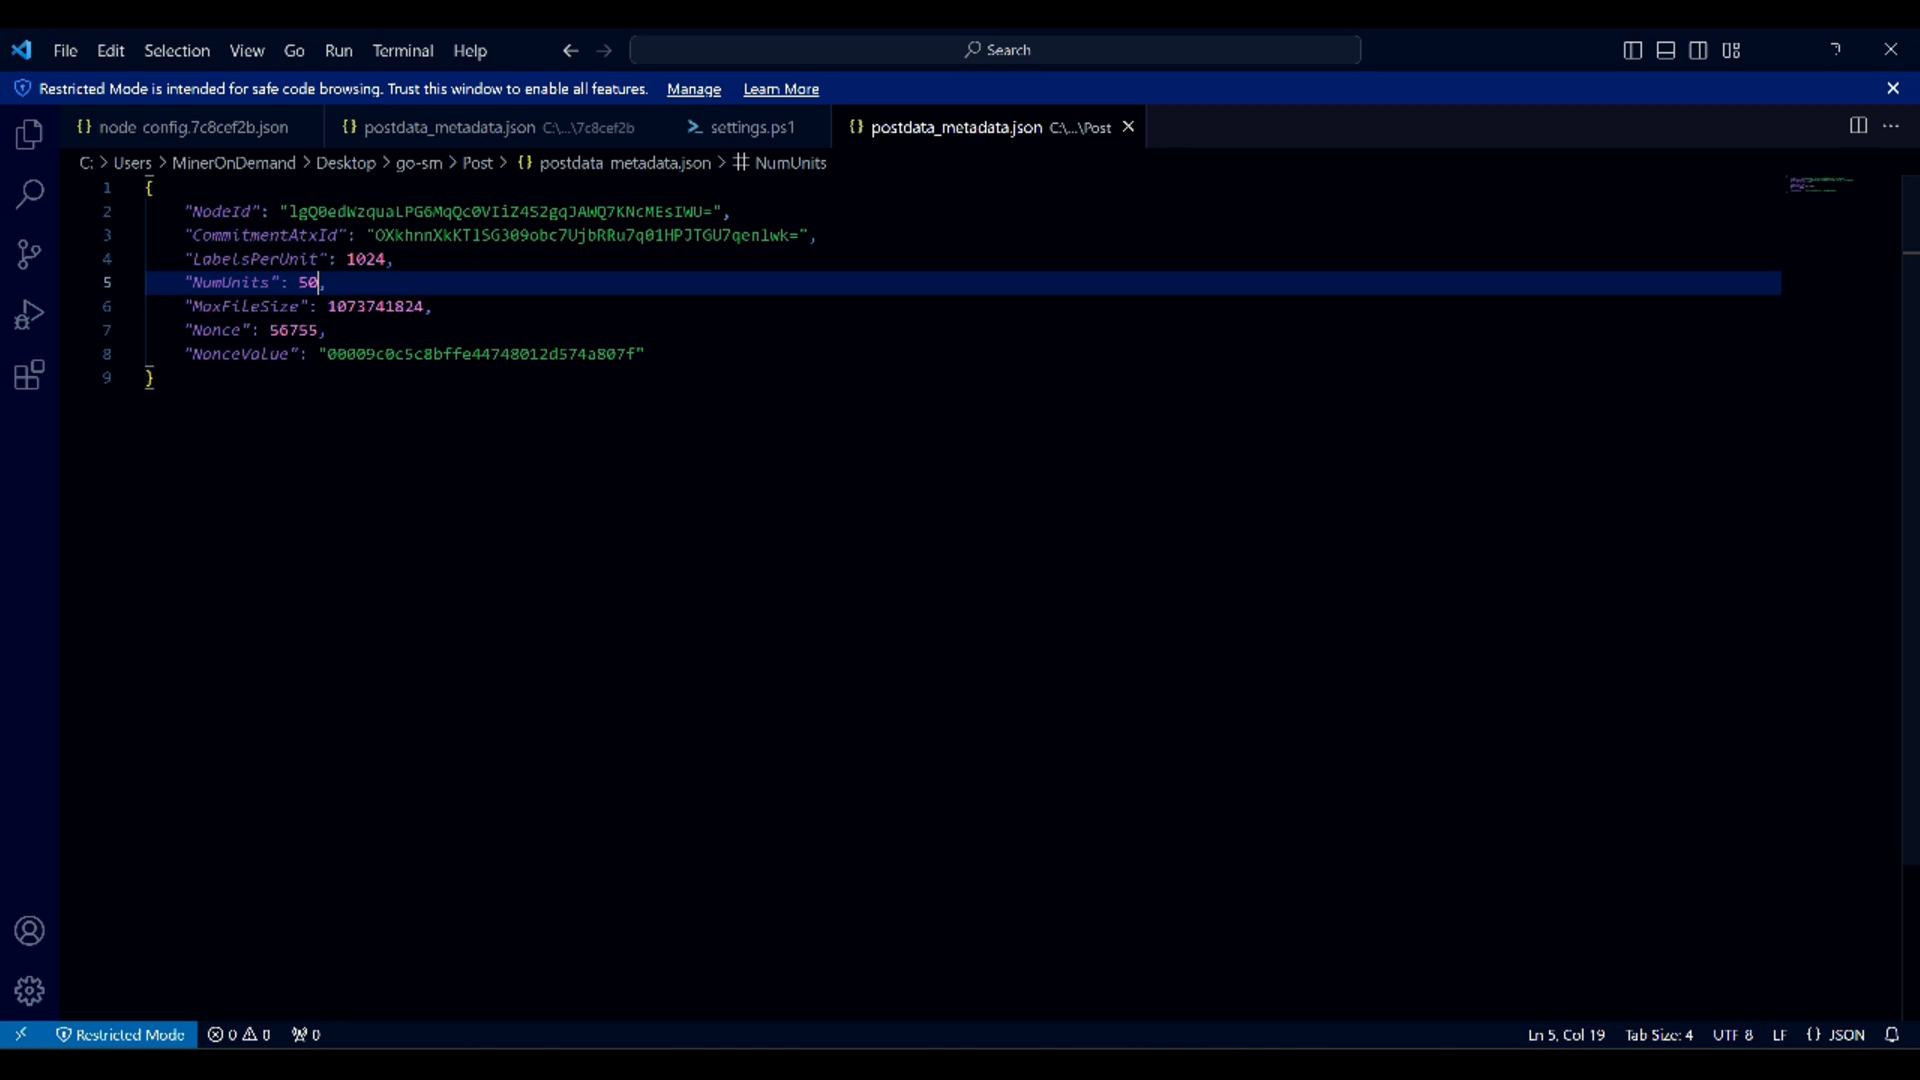 File Edit Selection View Go Run Terminal Help Search
Restricted Mode is intended for safe code browsing. Trust this window to enable all features. Manage Learn More
{} node config.7c8cef2b.json {} postdata_metadata.json C:\...\7c8cef2b settings.ps1 {} postdata_metadata.json C:\...\Post
C: > Users > MinerOnDemand > Desktop > go-sm > Post > {} postdata metadata.json > # NumUnits
1 {
2 "NodeId": "lgQ0edWzquaLPG6MqQc0VIiZ4S2gqJAWQ7KNcMEsIWU=",
3 "CommitmentAtxId": "OXkhnnXkKTlSG309obc7UjbRRu7q01HPJTGU7qenlwk=",
4 "LabelsPerUnit": 1024,
5 "NumUnits": 50,
6 "MaxFileSize": 1073741824,
7 "Nonce": 56755,
8 "NonceValue": "00009c0c5c8bffe44748012d574a807f"
9 }
Restricted Mode 0 0 0 Ln 5, Col 19 Tab Size: 4 UTF 8 LF {} JSON